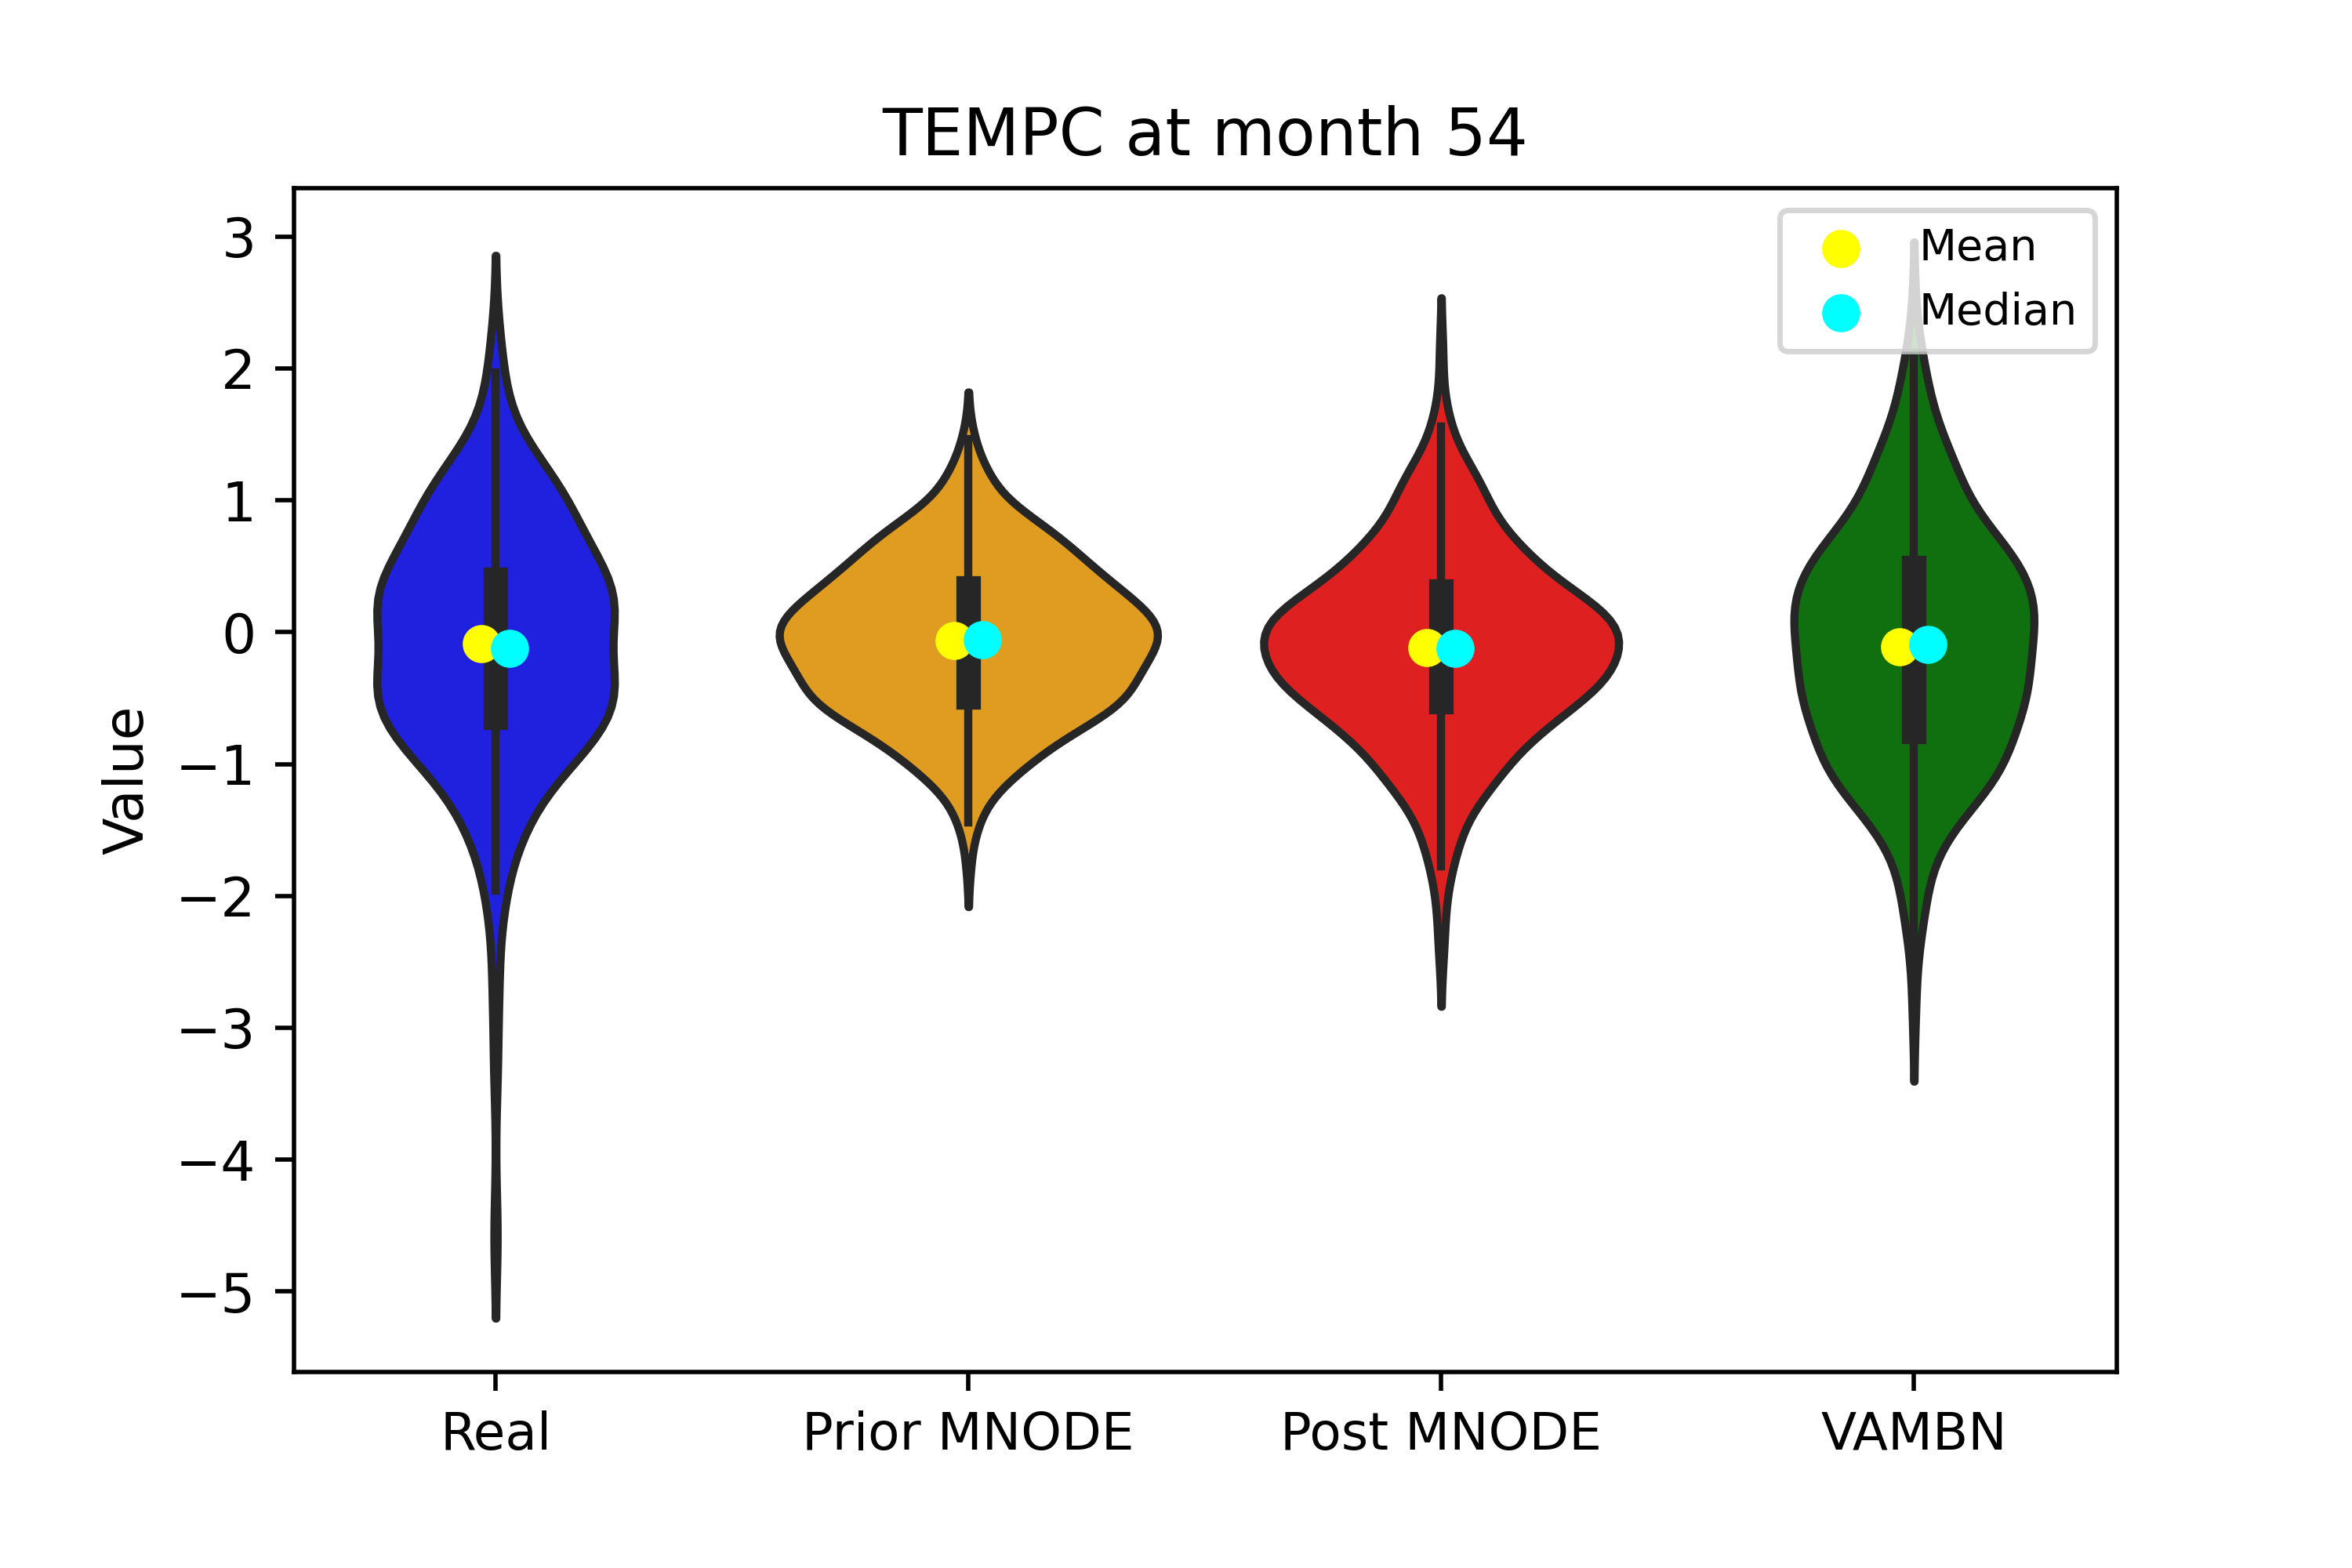 TEMPC at month 54
Mean
Median
3
2
1
0
−1
−2
−3
−4
−5
Value
Real
Prior MNODE
Post MNODE
VAMBN